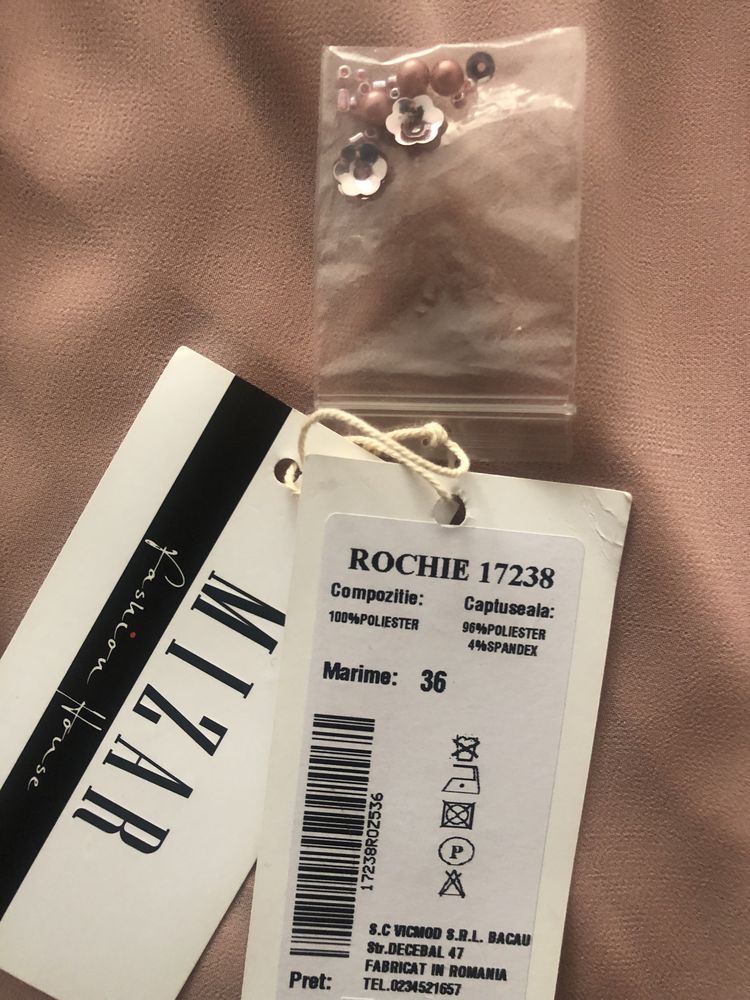 MIZAR
Fashion House
ROCHIE 17238
Compozitie:
100%POLIESTER
Captuseala:
96%POLIESTER
4%SPANDEX
Marime: 36
17238ROZ536
P
S.C VICMOD S.R.L. BACAU
Str.DECEBAL 47
FABRICAT IN ROMANIA
TEL.0234521657
Pret: